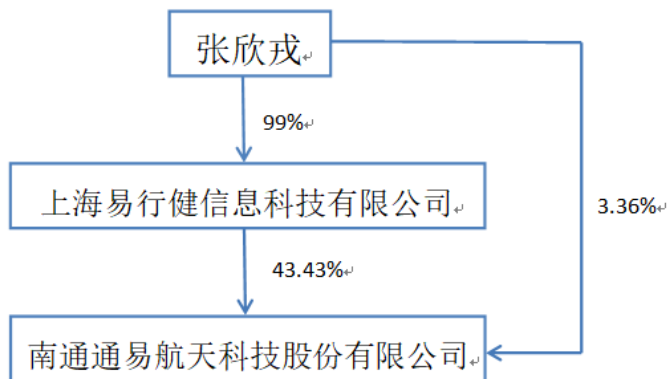 张欣戎
99%
上海易行健信息科技有限公司
3.36%
43.43%
南通通易航天科技股份有限公司